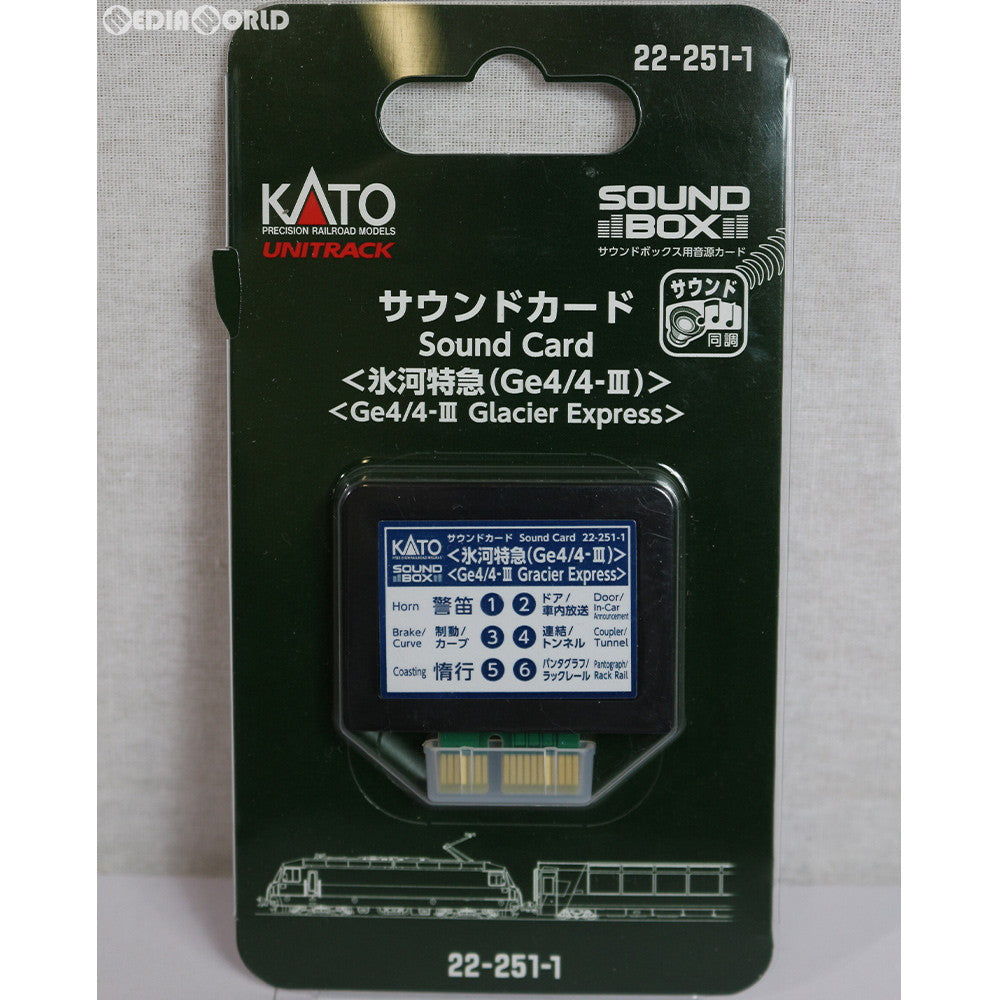 MEDIAWORLD
22-251-1
KATO
PRECISION RAILROAD MODELS
UNITRACK
SOUND
BOX
サウンドボックス用音源カード
サウンド
同調
サウンドカード
Sound Card
<氷河特急(Ge4/4-Ⅲ)>
<Ge4/4-Ⅲ Glacier Express>
KATO
サウンドカード Sound Card 22-251-1
<氷河特急(Ge4/4-Ⅲ)>
SOUND
BOX
<Ge4/4-Ⅲ Gracier Express>
Horn 警笛 1 2 ドア/車内放送 Door/In-Car Announcement
Brake/Curve 制動/カーブ 3 4 連結/トンネル Coupler/Tunnel
Coasting 惰行 5 6 パンタグラフ/ラックレール Pantograph/Rack Rail
22-251-1